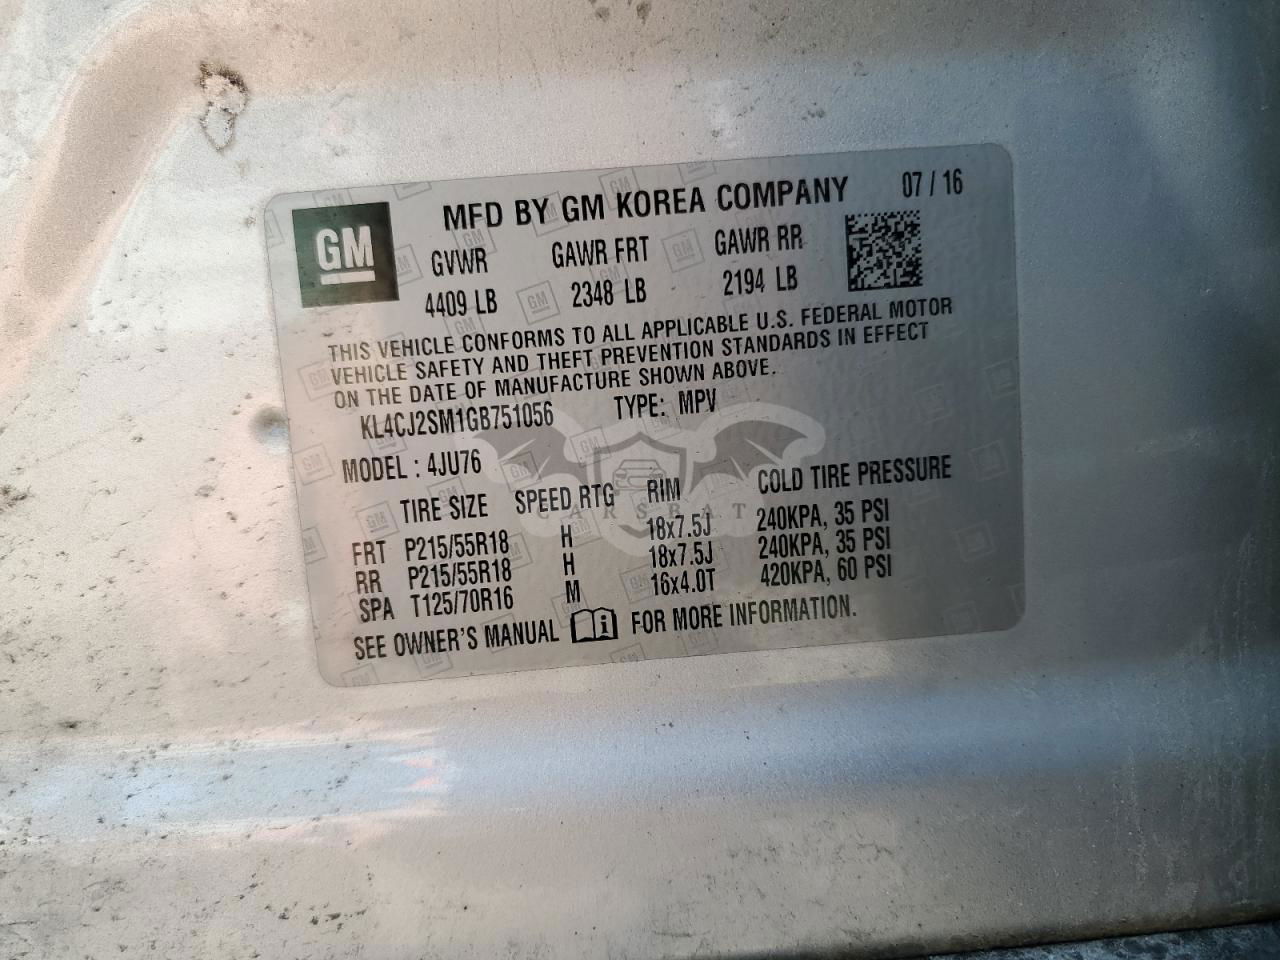 GM
MFD BY GM KOREA COMPANY 07 / 16
GVWR GAWR FRT GAWR RR
4409 LB 2348 LB 2194 LB
THIS VEHICLE CONFORMS TO ALL APPLICABLE U.S. FEDERAL MOTOR
VEHICLE SAFETY AND THEFT PREVENTION STANDARDS IN EFFECT
ON THE DATE OF MANUFACTURE SHOWN ABOVE.
KL4CJ2SM1GB751056 TYPE: MPV
MODEL : 4JU76
TIRE SIZE SPEED RTG RIM COLD TIRE PRESSURE
FRT P215/55R18 H 18x7.5J 240KPA, 35 PSI
RR P215/55R18 H 18x7.5J 240KPA, 35 PSI
SPA T125/70R16 M 16x4.0T 420KPA, 60 PSI
SEE OWNER'S MANUAL FOR MORE INFORMATION.
CARSBAT